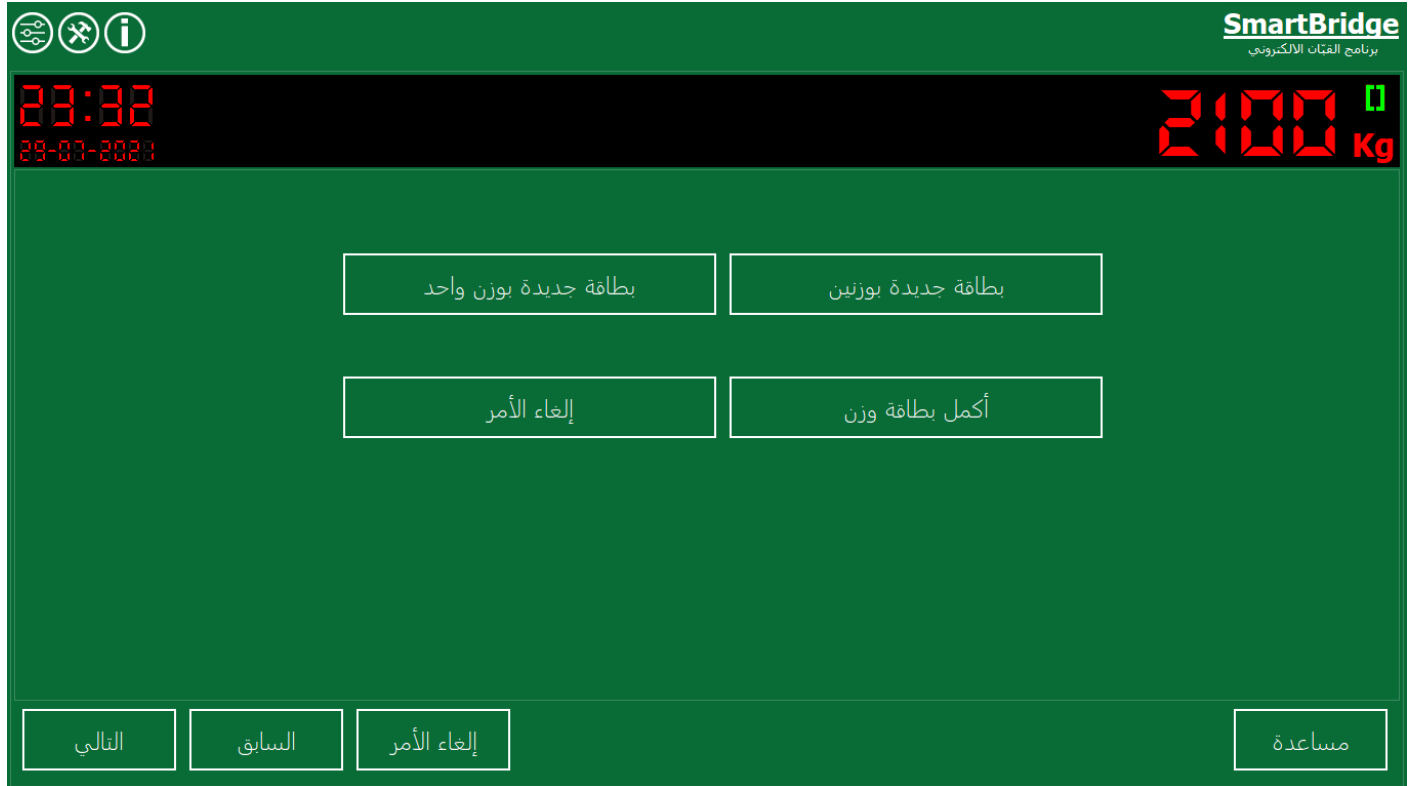 SmartBridge
برنامج القبّان الالكتروني
23:32
2100
Kg
بطاقة جديدة بوزنين
بطاقة جديدة بوزن واحد
أكمل بطاقة وزن
إلغاء الأمر
مساعدة
إلغاء الأمر
السابق
التالي